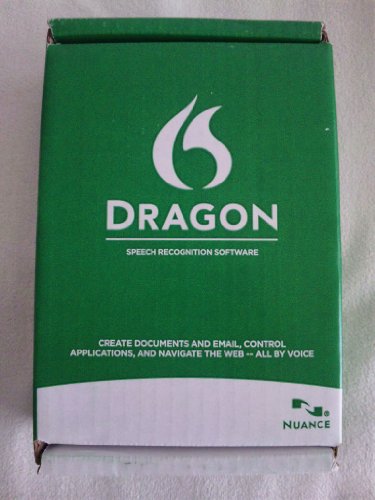 DRAGON
SPEECH RECOGNITION SOFTWARE
CREATE DOCUMENTS AND EMAIL, CONTROL
APPLICATIONS, AND NAVIGATE THE WEB -- ALL BY VOICE
®
NUANCE